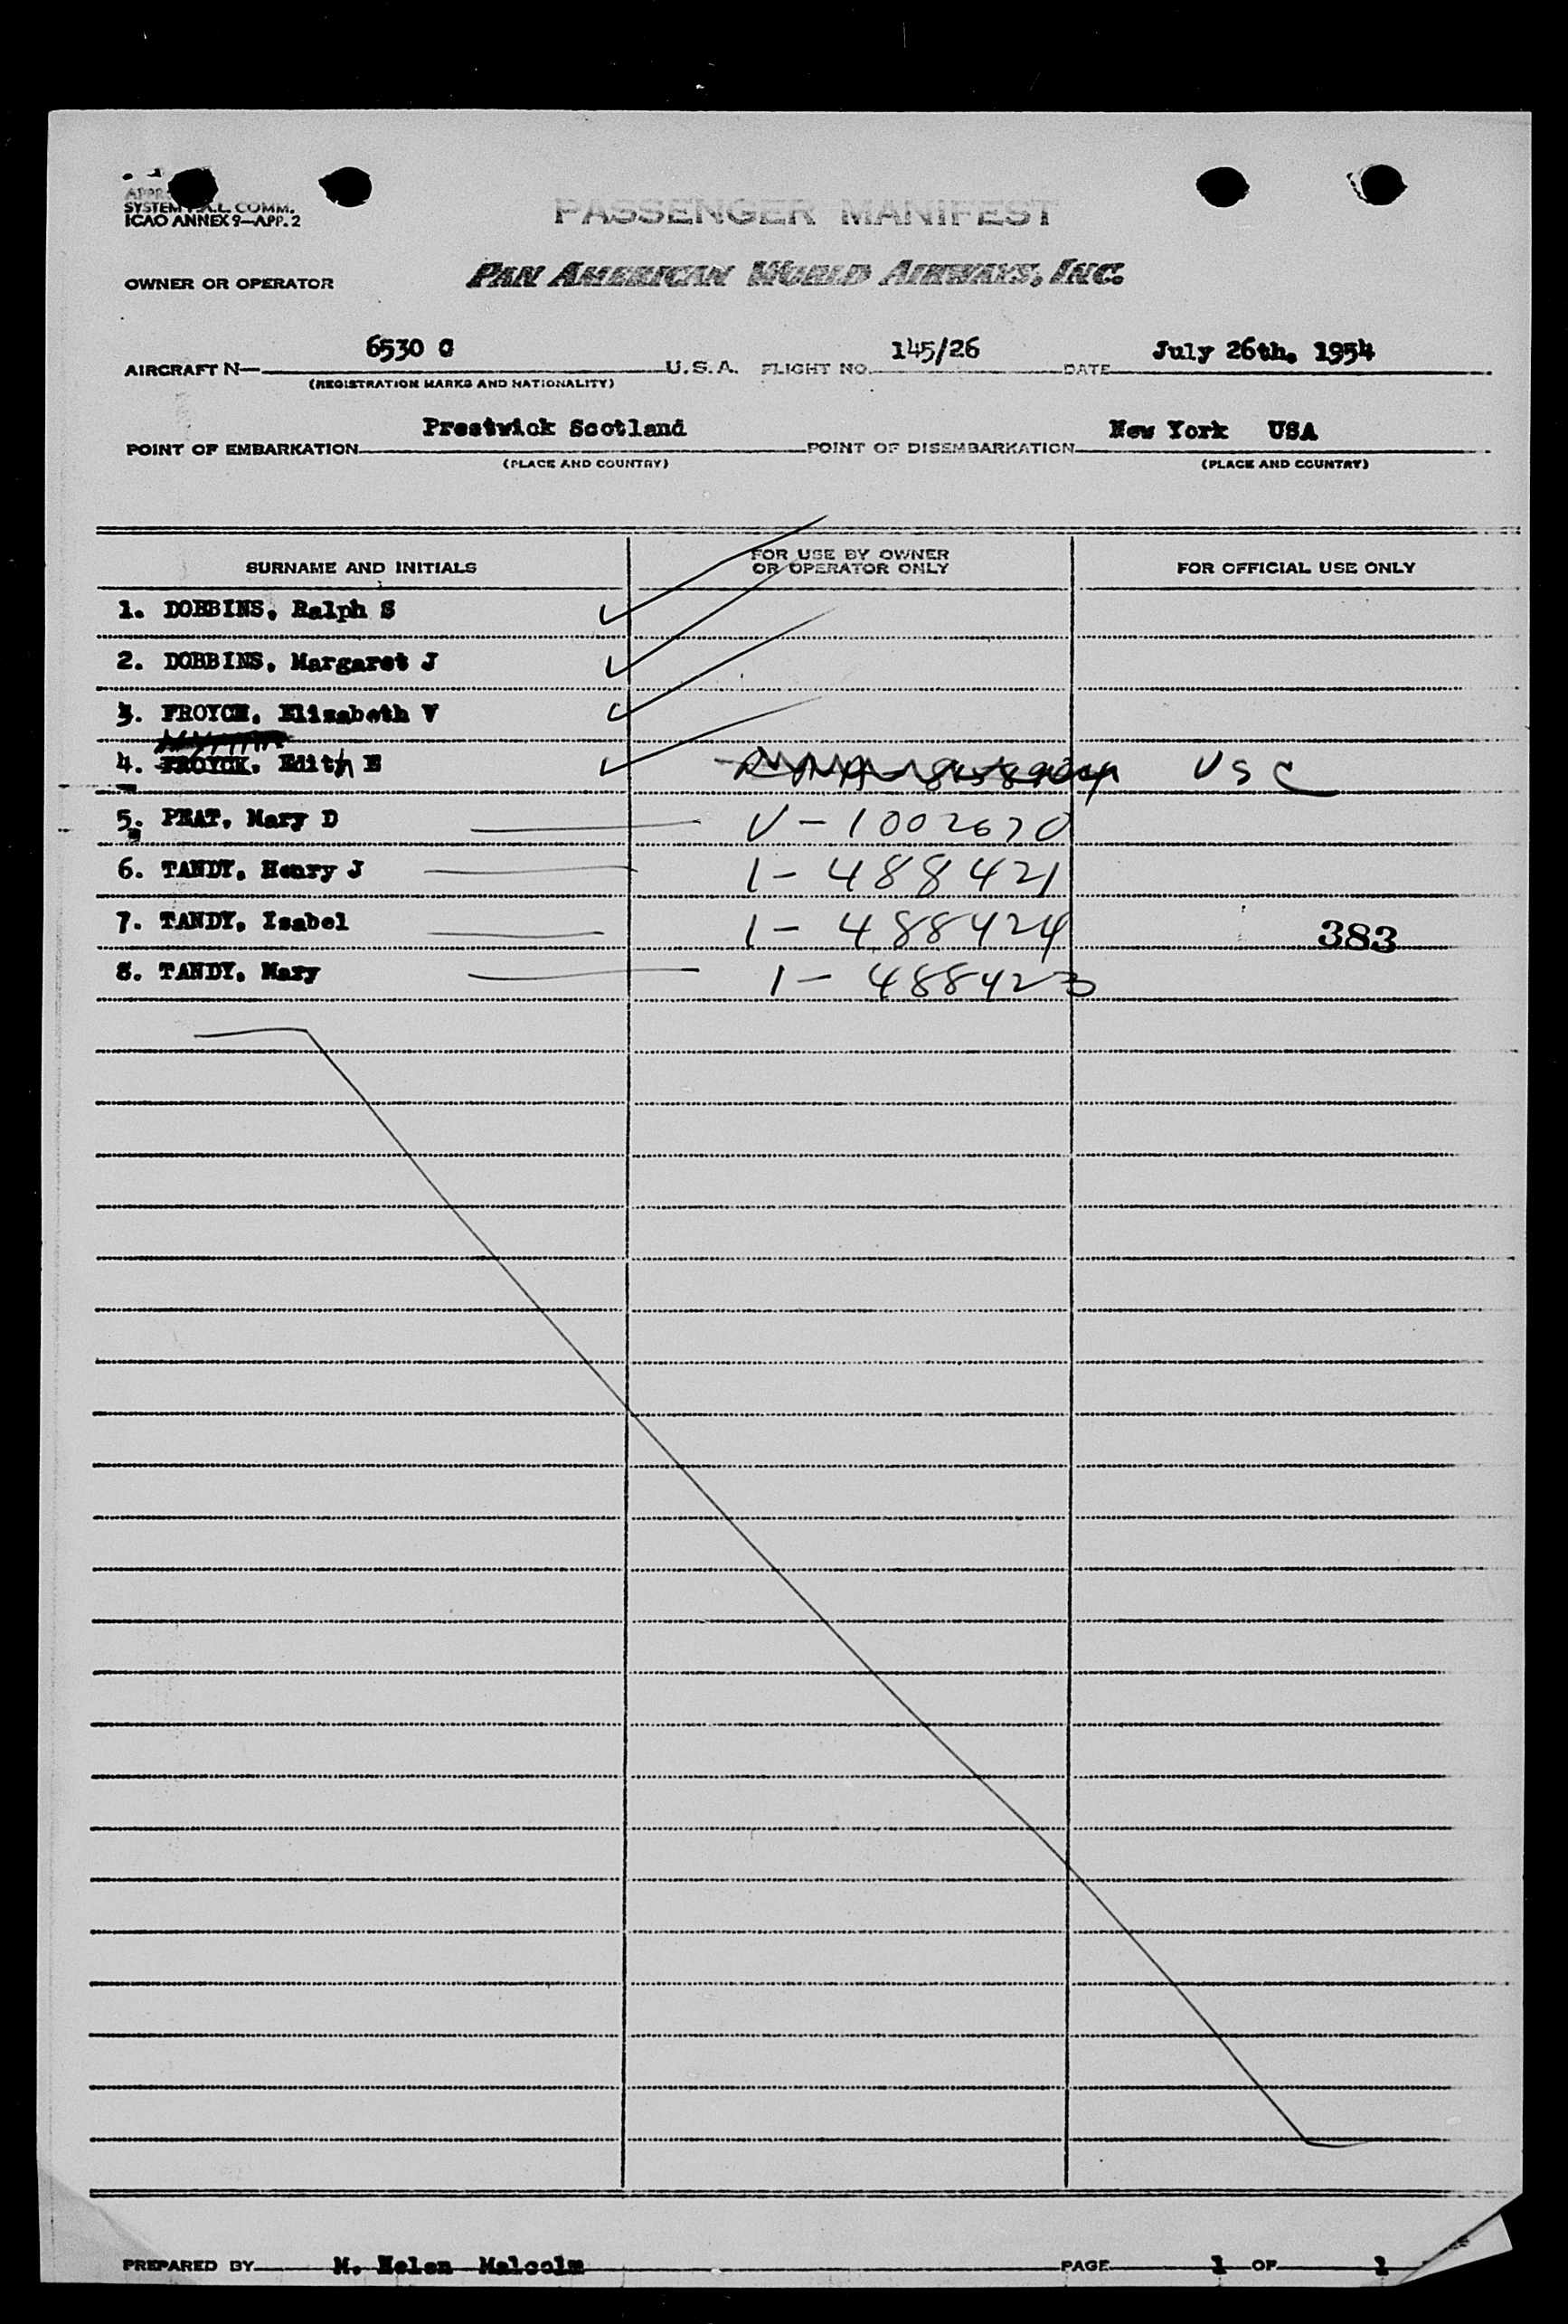 SYSTEM F.A.L. COMM.
ICAO ANNEX 9—APP. 2
PASSENGER MANIFEST
OWNER OR OPERATOR PAN AMERICAN WORLD AIRWAYS, INC.
AIRCRAFT N— 6530 C U.S.A. FLIGHT NO. 145/26 DATE July 26th. 1954
(REGISTRATION MARKS AND NATIONALITY)
POINT OF EMBARKATION Prestwick Scotland POINT OF DISEMBARKATION New York USA
(PLACE AND COUNTRY) (PLACE AND COUNTRY)
SURNAME AND INITIALS FOR USE BY OWNER OR OPERATOR ONLY FOR OFFICIAL USE ONLY
1. DOBBINS, Ralph S
2. DOBBINS, Margaret J
3. FROYCK, Elizabeth V
4. FROYCK, Edith E USC
5. PEAT, Mary D V-1002670
6. TANDY, Henry J 1-488421
7. TANDY, Isabel 1-488424 383
8. TANDY, Mary 1-488423
PREPARED BY M. Helen Malcolm PAGE 1 OF 1